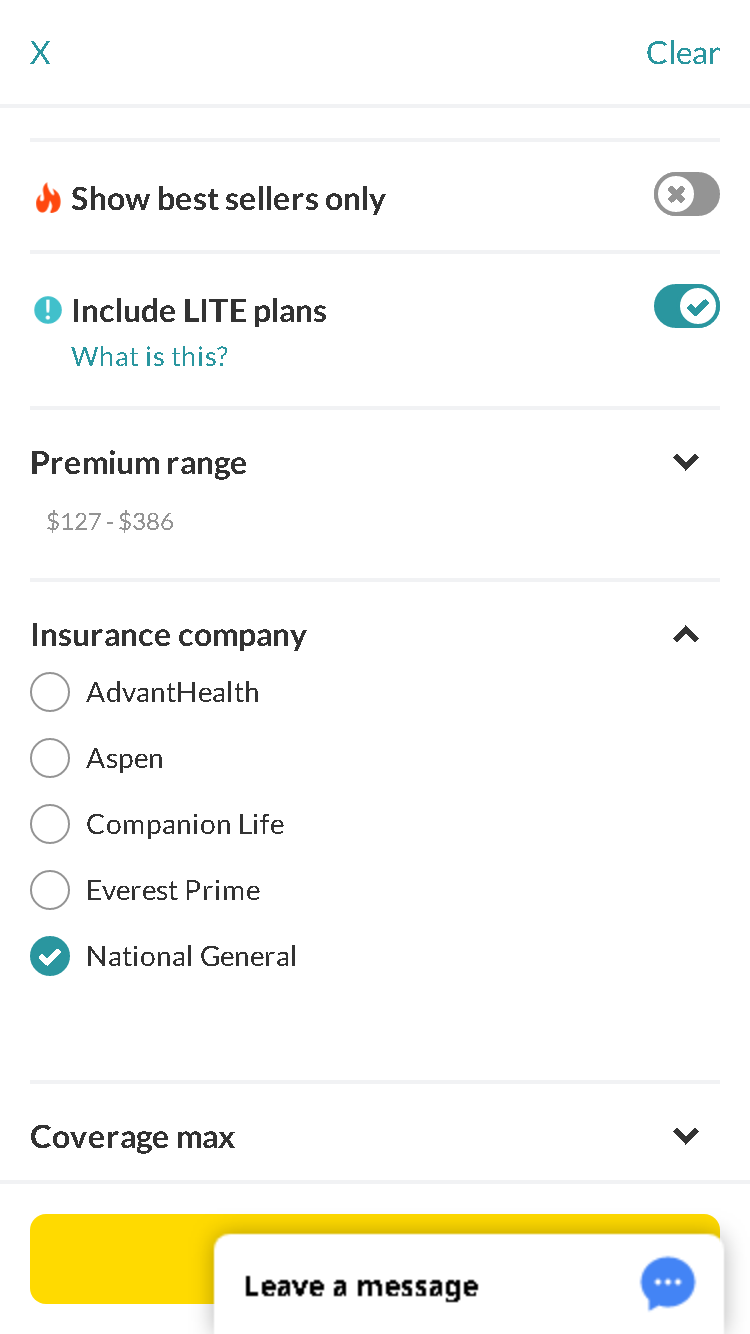 X Clear
Show best sellers only
Include LITE plans
What is this?
Premium range
$127 - $386
Insurance company
AdvantHealth
Aspen
Companion Life
Everest Prime
National General
Coverage max
Leave a message